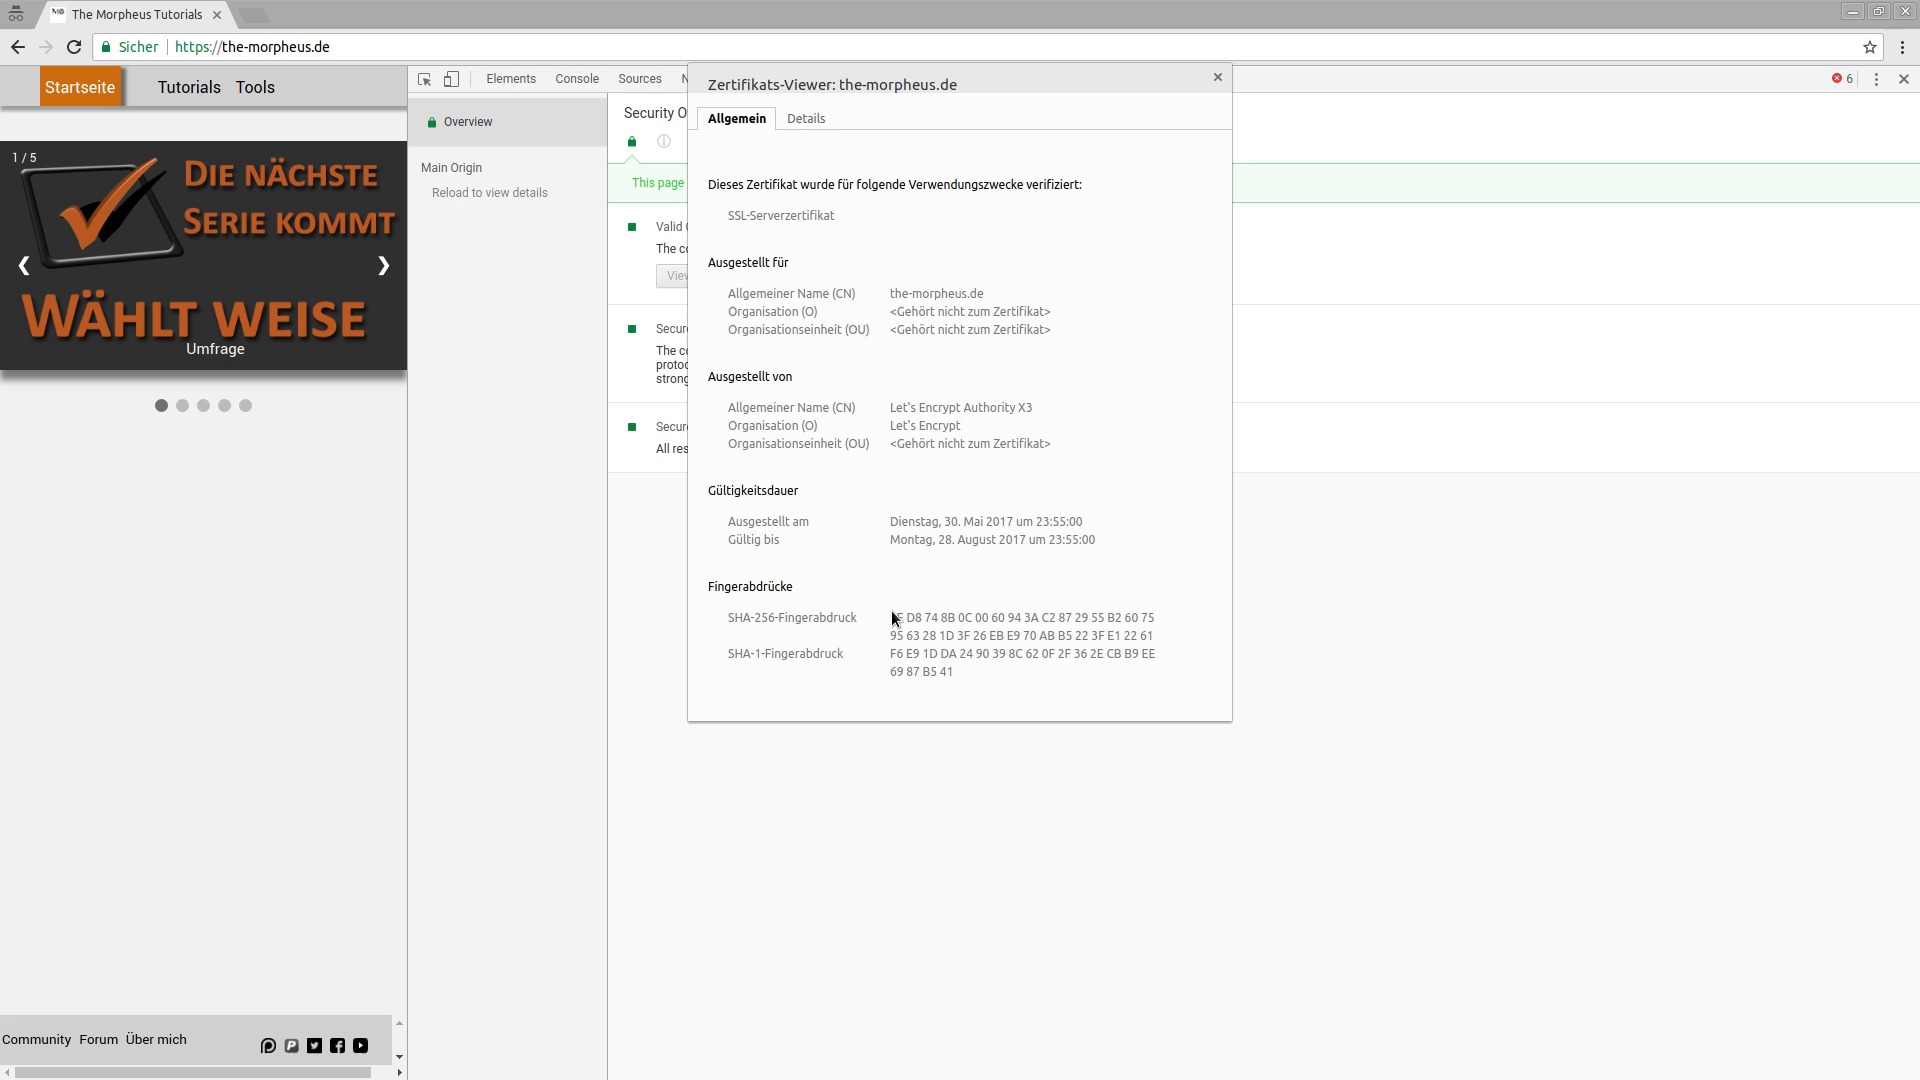 The Morpheus Tutorials
Sicher
https://the-morpheus.de
Startseite
Tutorials
Tools
Elements
Console
Sources
6
1 / 5
DIE NÄCHSTE
SERIE KOMMT
WÄHLT WEISE
Umfrage
Community
Forum
Über mich
Overview
Main Origin
Reload to view details
Security
This page
Valid
The
Zertifikats-Viewer: the-morpheus.de
Allgemein
Details
Dieses Zertifikat wurde für folgende Verwendungszwecke verifiziert:
SSL-Serverzertifikat
Ausgestellt für
Allgemeiner Name (CN) the-morpheus.de
Organisation (O) <Gehört nicht zum Zertifikat>
Organisationseinheit (OU) <Gehört nicht zum Zertifikat>
Ausgestellt von
Allgemeiner Name (CN) Let's Encrypt Authority X3
Organisation (O) Let's Encrypt
Organisationseinheit (OU) <Gehört nicht zum Zertifikat>
Gültigkeitsdauer
Ausgestellt am Dienstag, 30. Mai 2017 um 23:55:00
Gültig bis Montag, 28. August 2017 um 23:55:00
Fingerabdrücke
SHA-256-Fingerabdruck D8 74 8B 0C 00 60 94 3A C2 87 29 55 B2 60 75
95 63 28 1D 3F 26 EB E9 70 AB B5 22 3F E1 22 61
SHA-1-Fingerabdruck F6 E9 1D DA 24 90 39 8C 62 0F 2F 36 2E CB B9 EE
69 87 B5 41